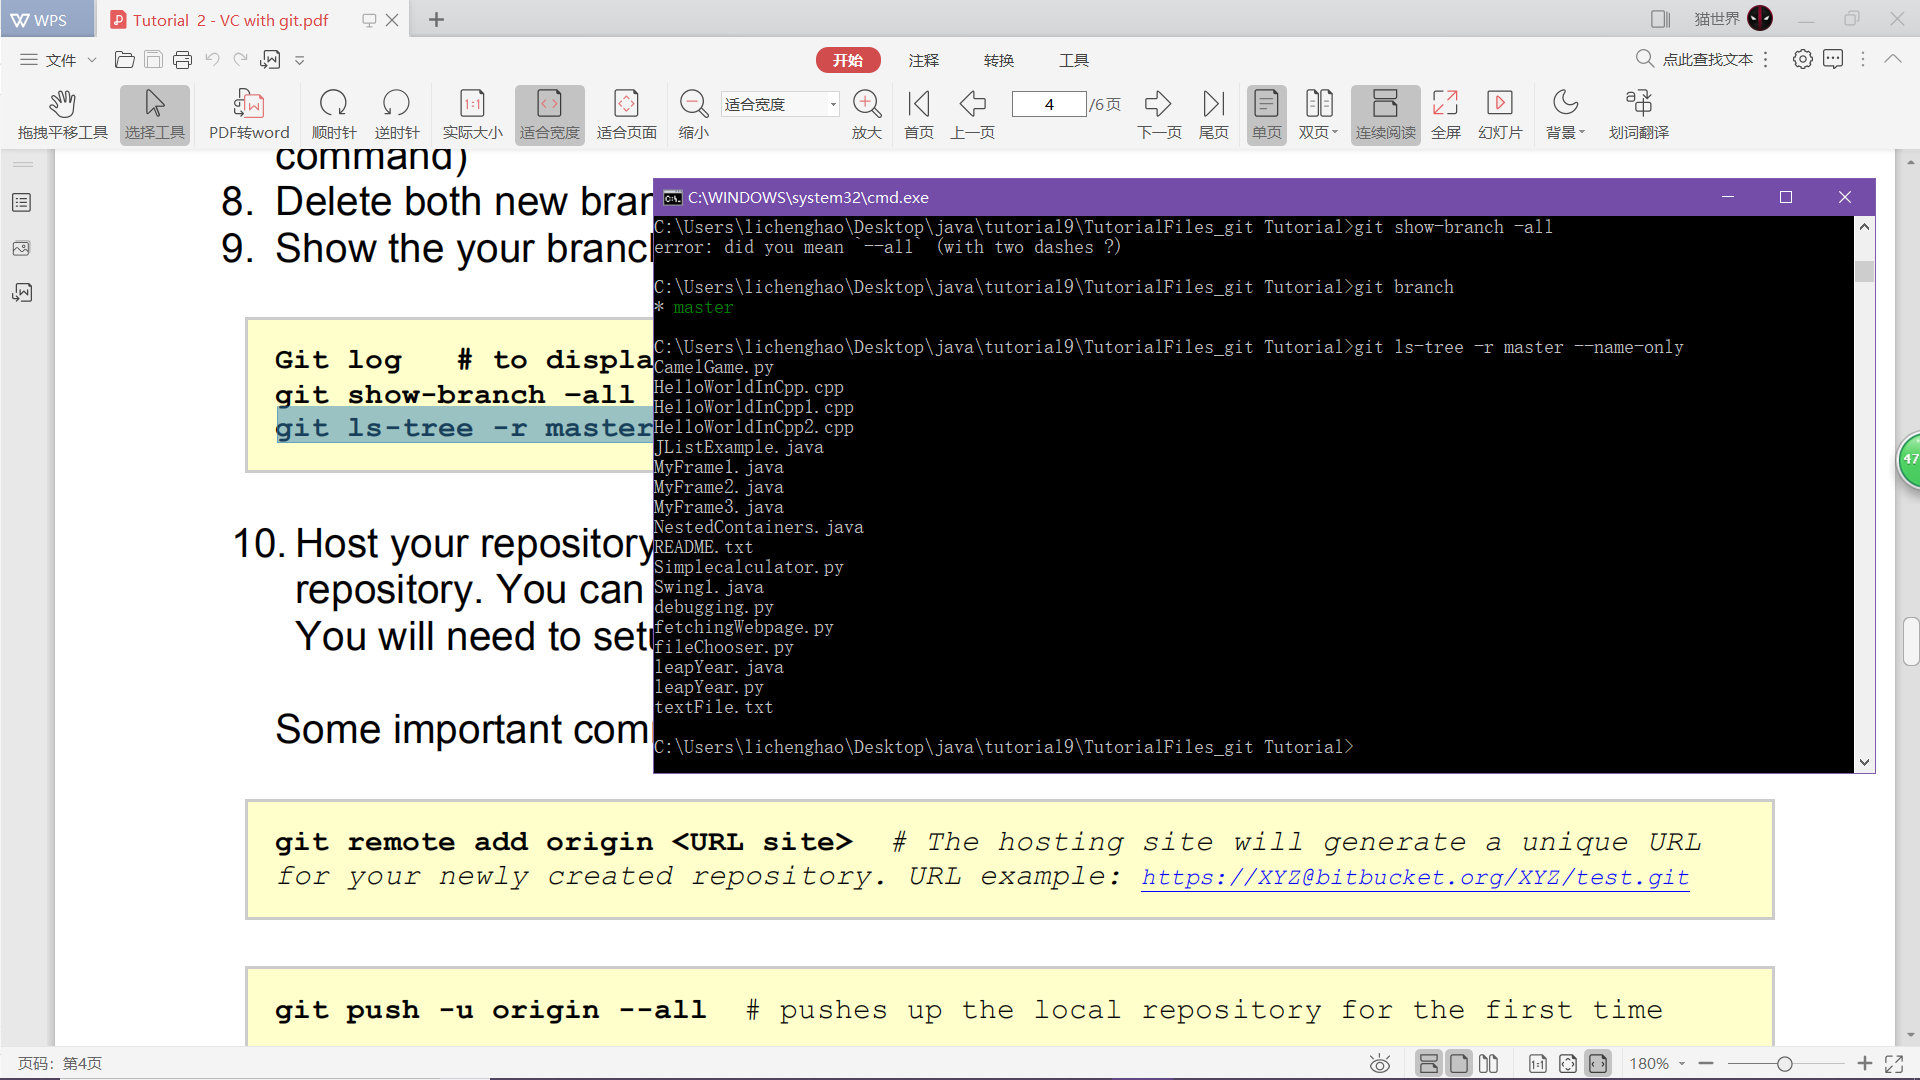 WPS
Tutorial  2 - VC with git.pdf
猫世界
文件
开始
注释
转换
工具
点此查找文本
拖拽平移工具
选择工具
PDF转word
顺时针
逆时针
1:1
实际大小
适合宽度
适合页面
缩小
适合宽度
放大
首页
上一页
4
/6页
下一页
尾页
单页
双页
连续阅读
全屏
幻灯片
背景
划词翻译
command)
8. Delete both new bran
9. Show the your branch
Git log   # to displa
git show-branch –all
git ls-tree -r master
10. Host your repository
repository. You can
You will need to setu
Some important com
C:\WINDOWS\system32\cmd.exe
C:\Users\lichenghao\Desktop\java\tutorial9\TutorialFiles_git Tutorial>git show-branch -all
error: did you mean `--all` (with two dashes ?)
C:\Users\lichenghao\Desktop\java\tutorial9\TutorialFiles_git Tutorial>git branch
* master
C:\Users\lichenghao\Desktop\java\tutorial9\TutorialFiles_git Tutorial>git ls-tree -r master --name-only
CamelGame.py
HelloWorldInCpp.cpp
HelloWorldInCpp1.cpp
HelloWorldInCpp2.cpp
JListExample.java
MyFrame1.java
MyFrame2.java
MyFrame3.java
NestedContainers.java
README.txt
Simplecalculator.py
Swing1.java
debugging.py
fetchingWebpage.py
fileChooser.py
leapYear.java
leapYear.py
textFile.txt
C:\Users\lichenghao\Desktop\java\tutorial9\TutorialFiles_git Tutorial>
47
git remote add origin <URL site>  # The hosting site will generate a unique URL
for your newly created repository. URL example: https://XYZ@bitbucket.org/XYZ/test.git
git push -u origin --all  # pushes up the local repository for the first time
页码: 第4页
180%